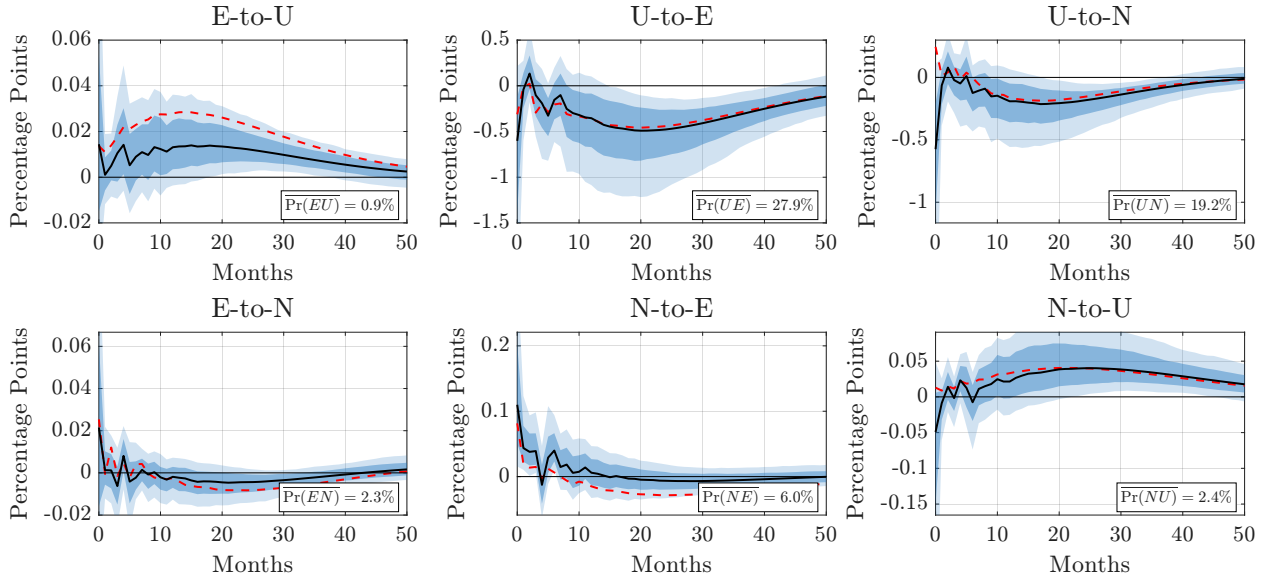 E-to-U
U-to-E
U-to-N
Percentage Points
0.06
0.04
0.02
0
-0.02
Pr(EU) = 0.9%
0 10 20 30 40 50
Months
Percentage Points
0.5
0
-0.5
-1
-1.5
Pr(UE) = 27.9%
0 10 20 30 40 50
Months
Percentage Points
0
-0.5
-1
Pr(UN) = 19.2%
0 10 20 30 40 50
Months
E-to-N
N-to-E
N-to-U
Percentage Points
0.06
0.04
0.02
0
-0.02
Pr(EN) = 2.3%
0 10 20 30 40 50
Months
Percentage Points
0.2
0.1
0
Pr(NE) = 6.0%
0 10 20 30 40 50
Months
Percentage Points
0.05
0
-0.05
-0.1
-0.15
Pr(NU) = 2.4%
0 10 20 30 40 50
Months